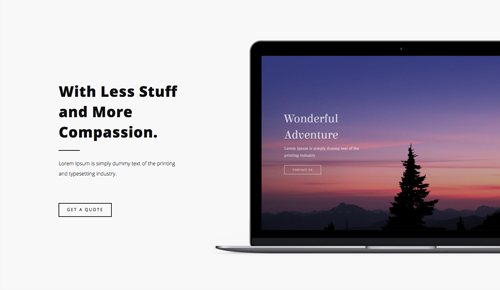 With Less Stuff
and More
Compassion.
Lorem Ipsum is simply dummy text of the printing
and typesetting industry.
GET A QUOTE
Wonderful
Adventure
Lorem Ipsum is simply dummy text of the
printing industry.
CONTACT US